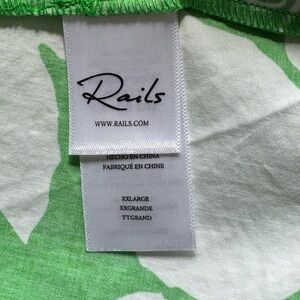 Rails
WWW.RAILS.COM
HECHO EN CHINA
FABRIQUÉ EN CHINE
XXLARGE
XXGRANDE
TTGRAND